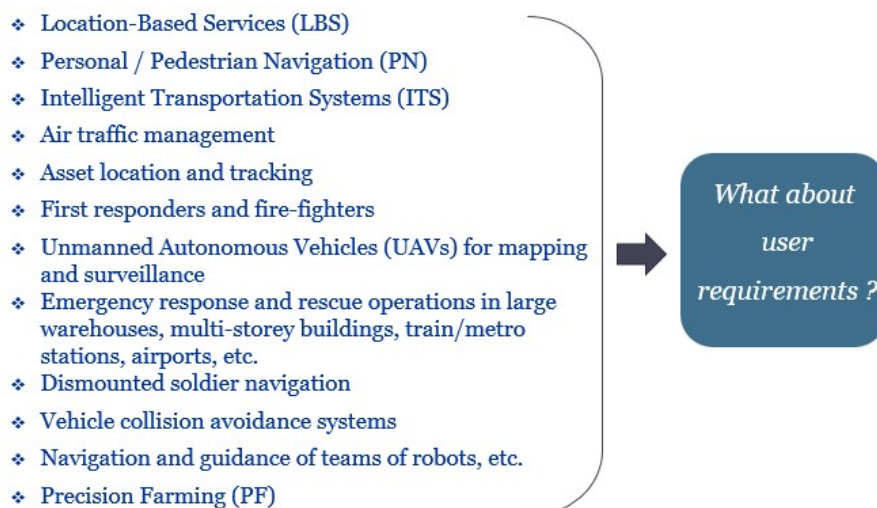 Location-Based Services (LBS)
Personal / Pedestrian Navigation (PN)
Intelligent Transportation Systems (ITS)
Air traffic management
Asset location and tracking
First responders and fire-fighters
Unmanned Autonomous Vehicles (UAVs) for mapping
and surveillance
Emergency response and rescue operations in large
warehouses, multi-storey buildings, train/metro
stations, airports, etc.
Dismounted soldier navigation
Vehicle collision avoidance systems
Navigation and guidance of teams of robots, etc.
Precision Farming (PF)
What about
user
requirements ?